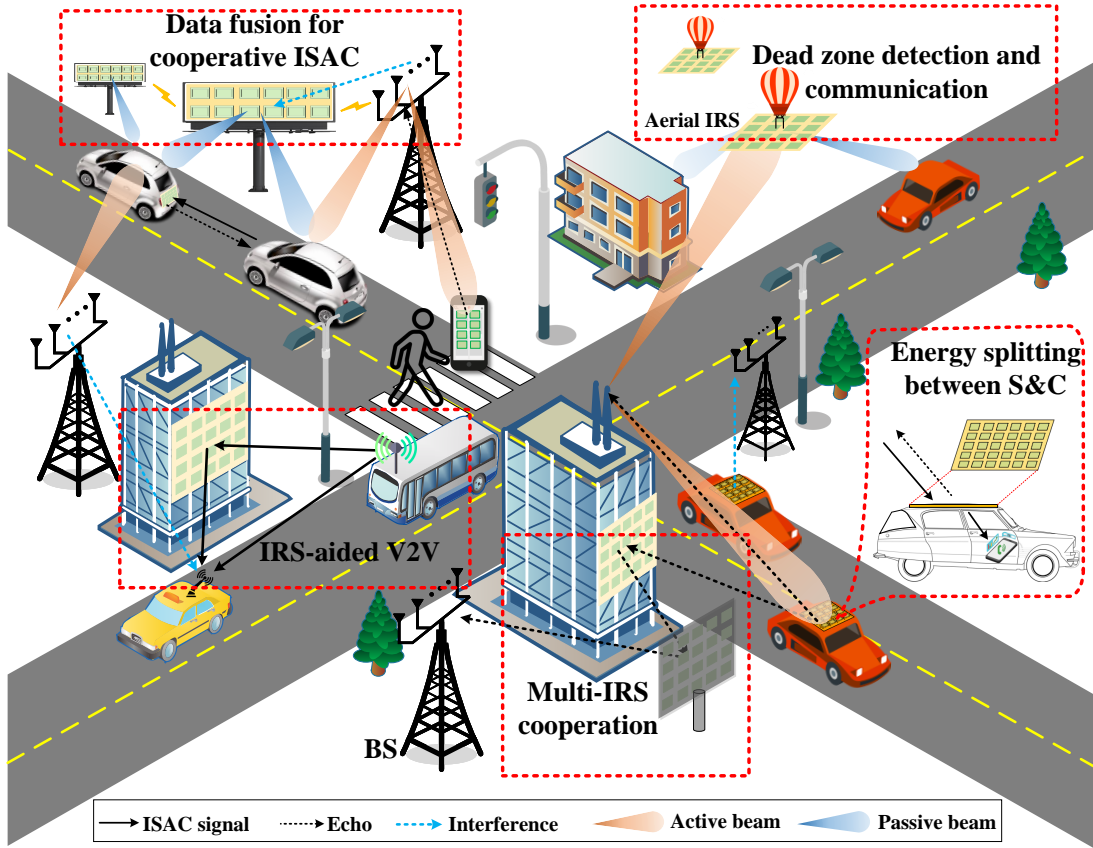 Data fusion for
cooperative ISAC
Dead zone detection and
communication
Aerial IRS
Energy splitting
between S&C
IRS-aided V2V
Multi-IRS
cooperation
BS
ISAC signal
Echo
Interference
Active beam
Passive beam